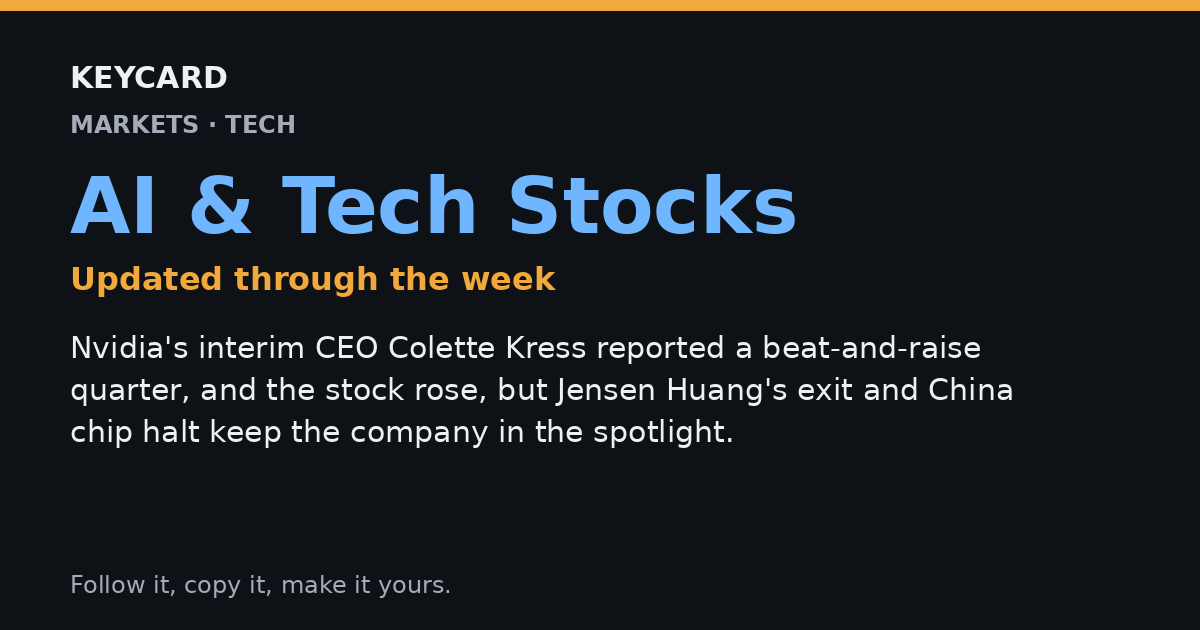 KEYCARD
MARKETS · TECH
AI & Tech Stocks
Updated through the week
Nvidia's interim CEO Colette Kress reported a beat-and-raise
quarter, and the stock rose, but Jensen Huang's exit and China
chip halt keep the company in the spotlight.
Follow it, copy it, make it yours.